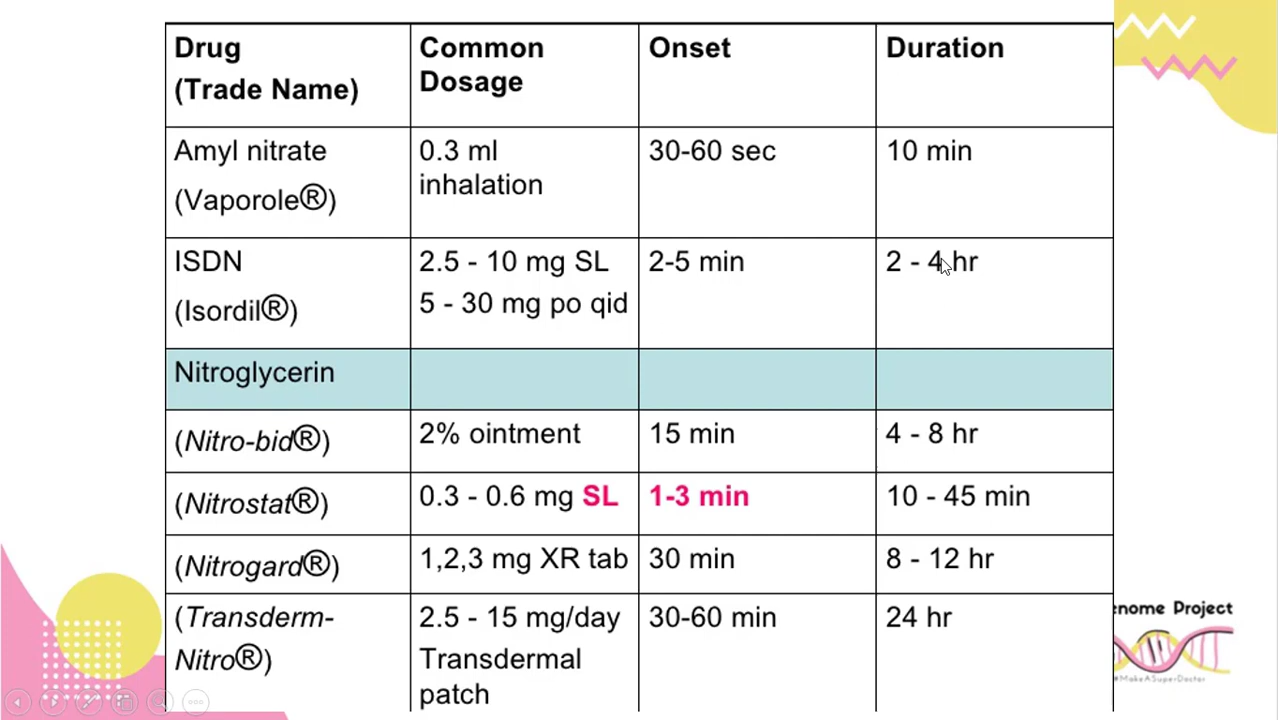 Drug
(Trade Name)
Common
Dosage
Onset
Duration
Amyl nitrate
(Vaporole®)
0.3 ml
inhalation
30-60 sec
10 min
ISDN
(Isordil®)
2.5 - 10 mg SL
5 - 30 mg po qid
2-5 min
2 - 4 hr
Nitroglycerin
(Nitro-bid®)
2% ointment
15 min
4 - 8 hr
(Nitrostat®)
0.3 - 0.6 mg SL
1-3 min
10 - 45 min
(Nitrogard®)
1,2,3 mg XR tab
30 min
8 - 12 hr
(Transderm-
Nitro®)
2.5 - 15 mg/day
Transdermal
patch
30-60 min
24 hr
enome Project
#MakeASuperDoctor